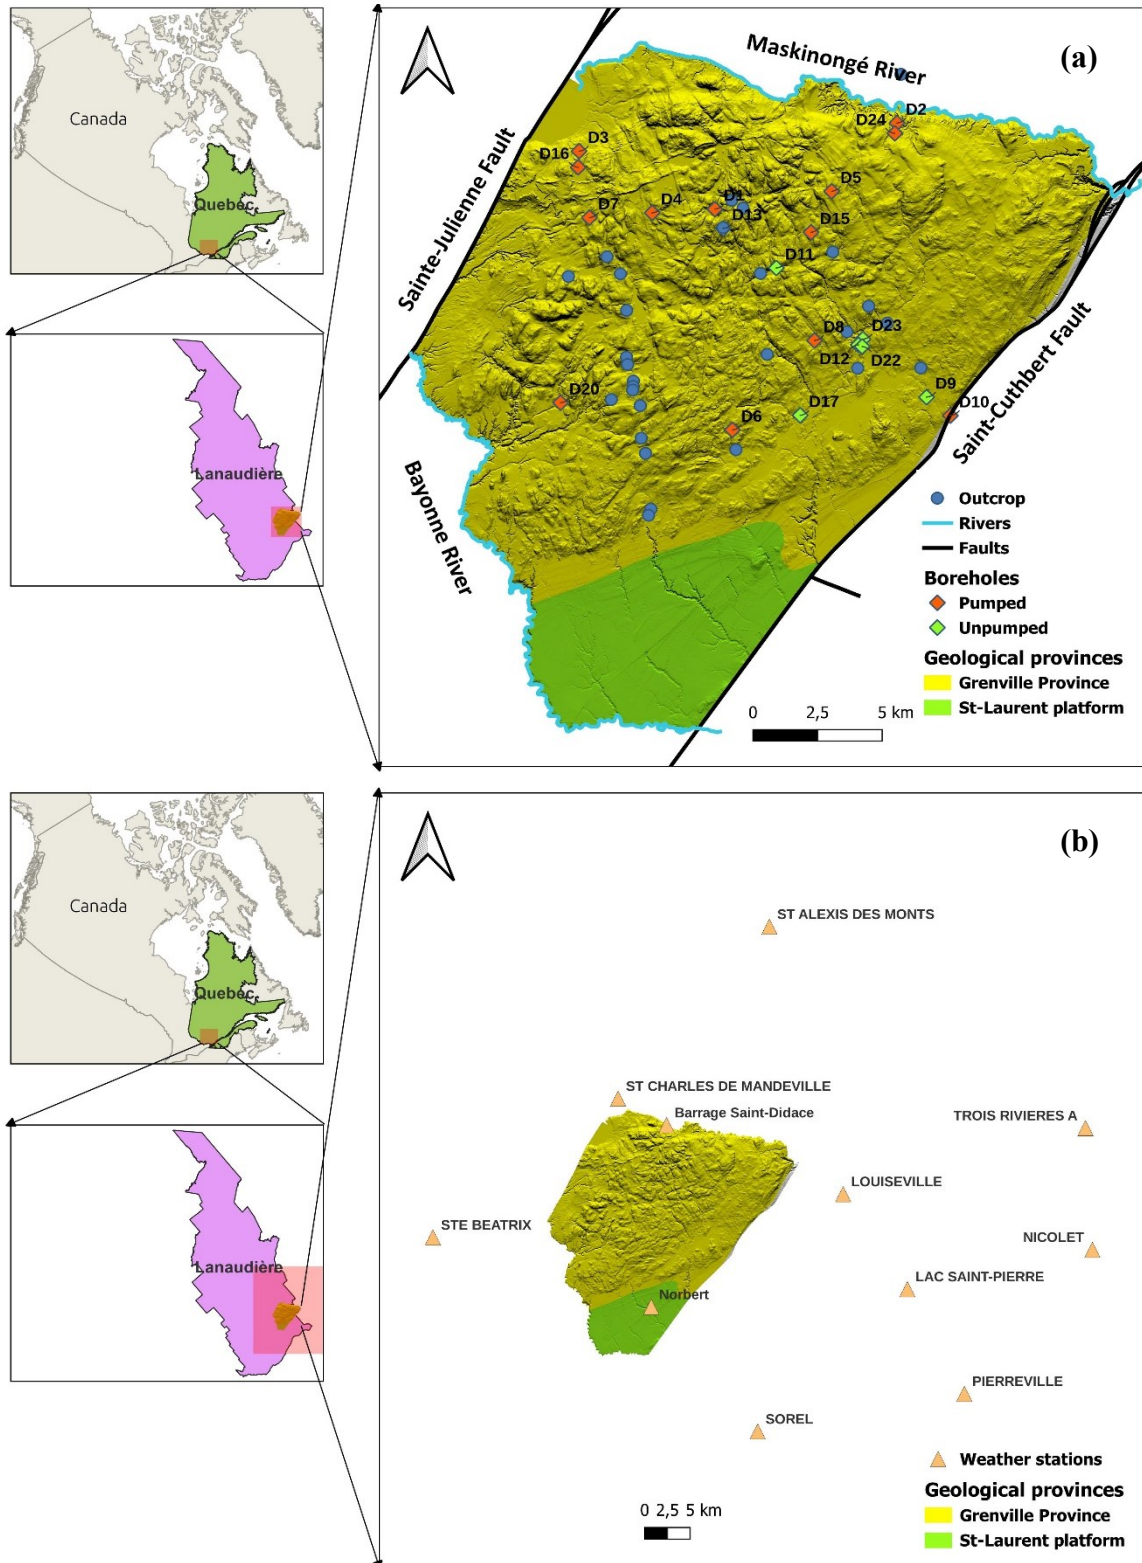 Canada
Quebec
Lanaudière
(a)
Maskinongé River
Sainte-Julienne Fault
Saint-Cuthbert Fault
Bayonne River
D2
D24
D3
D16
D5
D1
D4
D7
D13
D15
D11
D8
D23
D12
D22
D20
D9
D17
D10
D6
Outcrop
Rivers
Faults
Boreholes
Pumped
Unpumped
Geological provinces
Grenville Province
St-Laurent platform
0 2,5 5 km
Canada
Quebec
Lanaudière
(b)
ST ALEXIS DES MONTS
ST CHARLES DE MANDEVILLE
Barrage Saint-Didace
TROIS RIVIERES A
LOUISEVILLE
STE BEATRIX
NICOLET
LAC SAINT-PIERRE
Norbert
PIERREVILLE
SOREL
Weather stations
Geological provinces
Grenville Province
St-Laurent platform
0 2,5 5 km